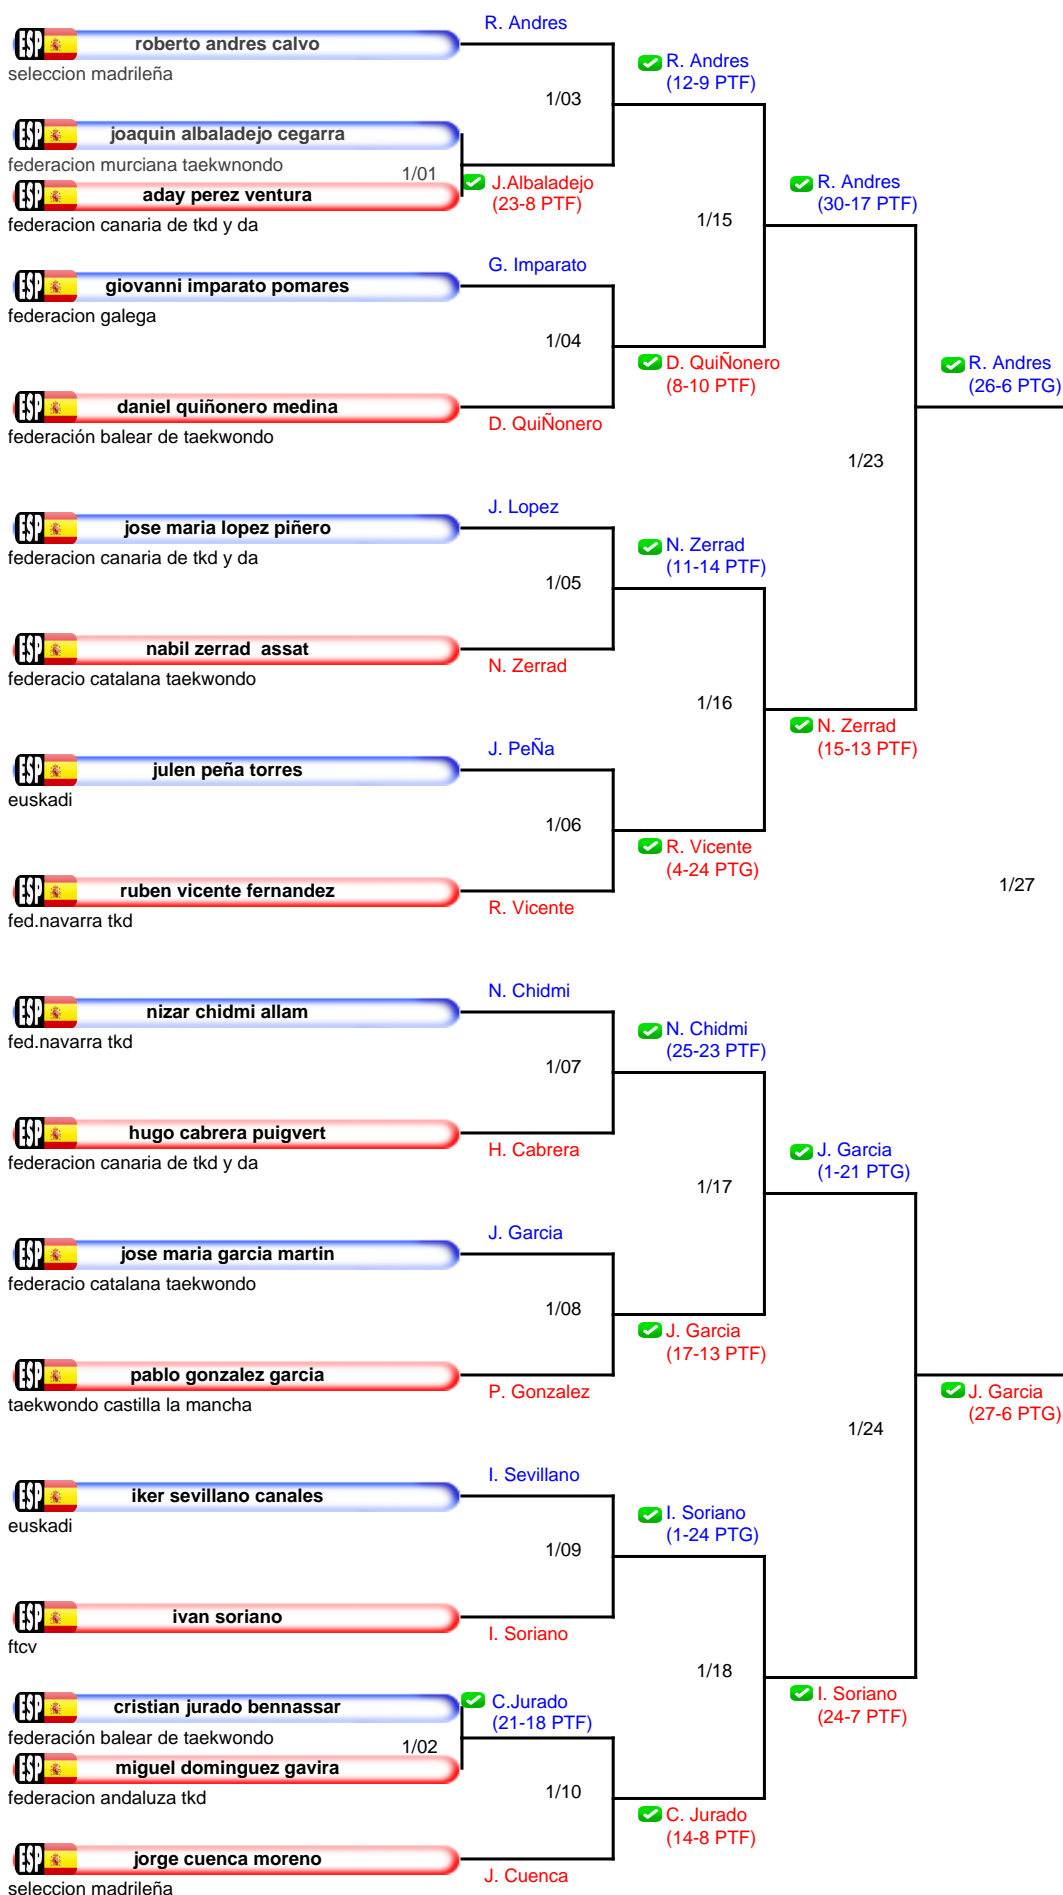 R. Andres
ESP roberto andres calvo
seleccion madrileña
R. Andres
(12-9 PTF)
1/03
ESP joaquin albaladejo cegarra
federacion murciana taekwnondo
1/01
ESP aday perez ventura
federacion canaria de tkd y da
J.Albaladejo
(23-8 PTF)
R. Andres
(30-17 PTF)
1/15
G. Imparato
ESP giovanni imparato pomares
federacion galega
1/04
D. QuiÑonero
(8-10 PTF)
R. Andres
(26-6 PTG)
ESP daniel quiñonero medina
federación balear de taekwondo
D. QuiÑonero
1/23
J. Lopez
ESP jose maria lopez piñero
federacion canaria de tkd y da
N. Zerrad
(11-14 PTF)
1/05
ESP nabil zerrad assat
federacio catalana taekwondo
N. Zerrad
1/16
N. Zerrad
(15-13 PTF)
J. PeÑa
ESP julen peña torres
euskadi
1/06
R. Vicente
(4-24 PTG)
ESP ruben vicente fernandez
fed.navarra tkd
R. Vicente
1/27
N. Chidmi
ESP nizar chidmi allam
fed.navarra tkd
N. Chidmi
(25-23 PTF)
1/07
ESP hugo cabrera puigvert
federacion canaria de tkd y da
H. Cabrera
J. Garcia
(1-21 PTG)
1/17
J. Garcia
ESP jose maria garcia martin
federacio catalana taekwondo
1/08
J. Garcia
(17-13 PTF)
ESP pablo gonzalez garcia
taekwondo castilla la mancha
P. Gonzalez
J. Garcia
(27-6 PTG)
1/24
I. Sevillano
ESP iker sevillano canales
euskadi
I. Soriano
(1-24 PTG)
1/09
ESP ivan soriano
ftcv
I. Soriano
1/18
I. Soriano
(24-7 PTF)
ESP cristian jurado bennassar
federación balear de taekwondo
C.Jurado
(21-18 PTF)
1/02
ESP miguel dominguez gavira
federacion andaluza tkd
1/10
C. Jurado
(14-8 PTF)
ESP jorge cuenca moreno
seleccion madrileña
J. Cuenca